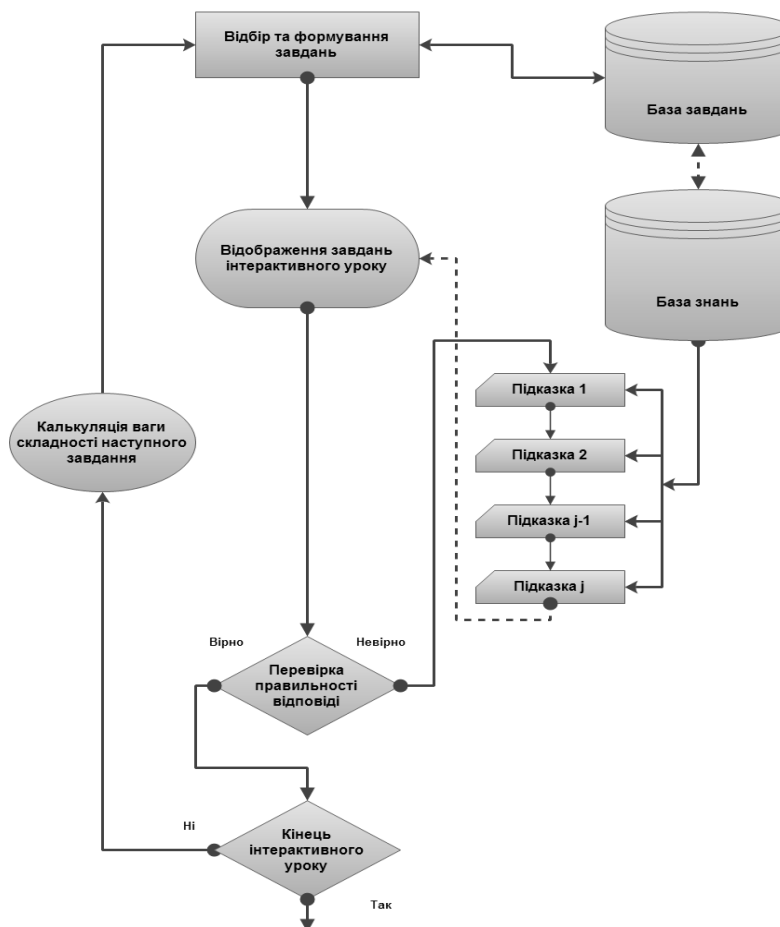 Відбір та формування
завдань
База завдань
Відображення завдань
інтерактивного уроку
База знань
Підказка 1
Калькуляція ваги
складності наступного
завдання
Підказка 2
Підказка j-1
Підказка j
Вірно
Невірно
Перевірка
правильності
відповіді
Ні
Кінець
інтерактивного
уроку
Так